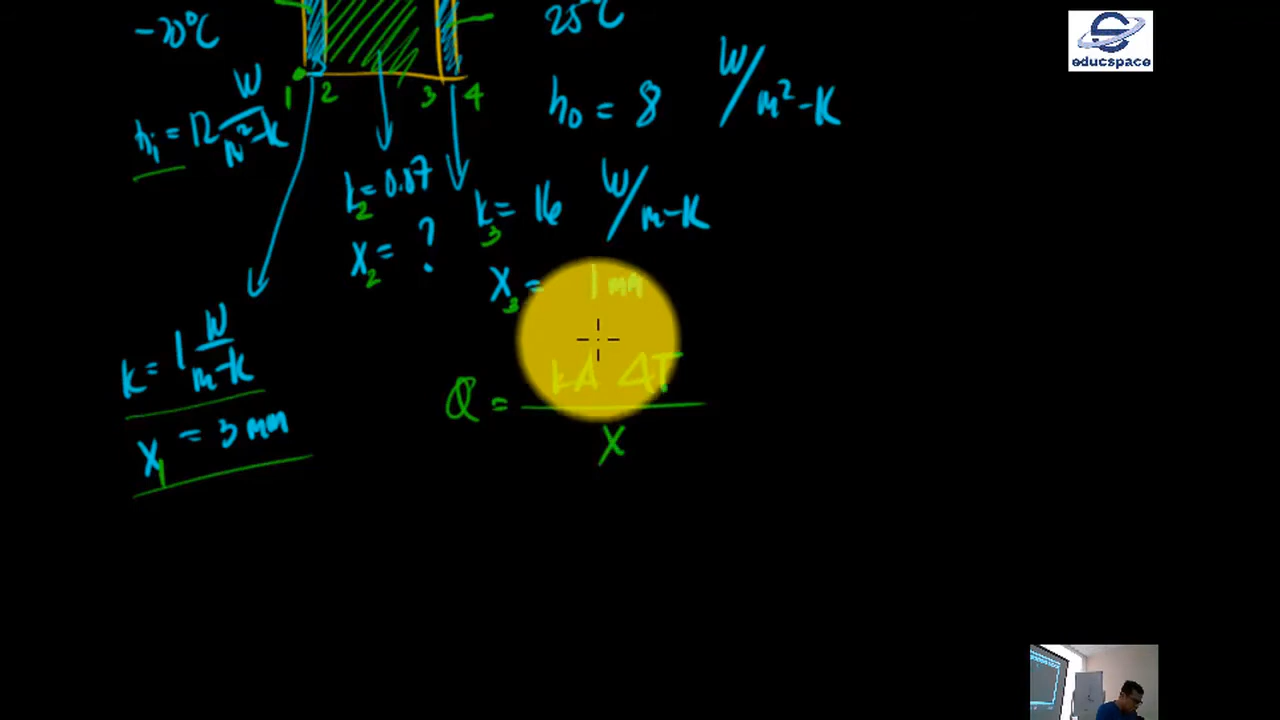 -20°C
25°C
1 2 3 4
h₁ = 12 W/m²-K
h₀ = 8 W/m²-K
k₂ = 0.07
x₂ = ?
k₃ = 16 W/m-K
x₃ = 1 mm
k = 1 W/m-K
x₁ = 3 mm
Q = kA ΔT / X
educspace